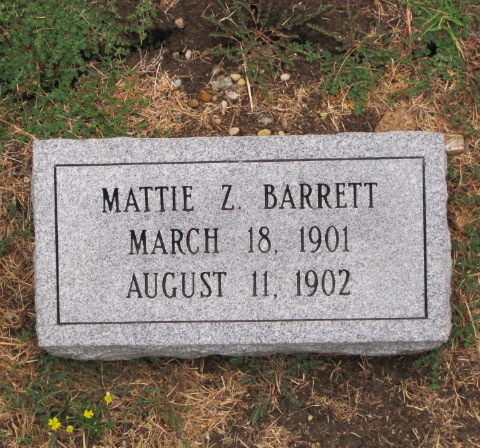 MATTIE Z. BARRETT
MARCH 18, 1901
AUGUST 11, 1902